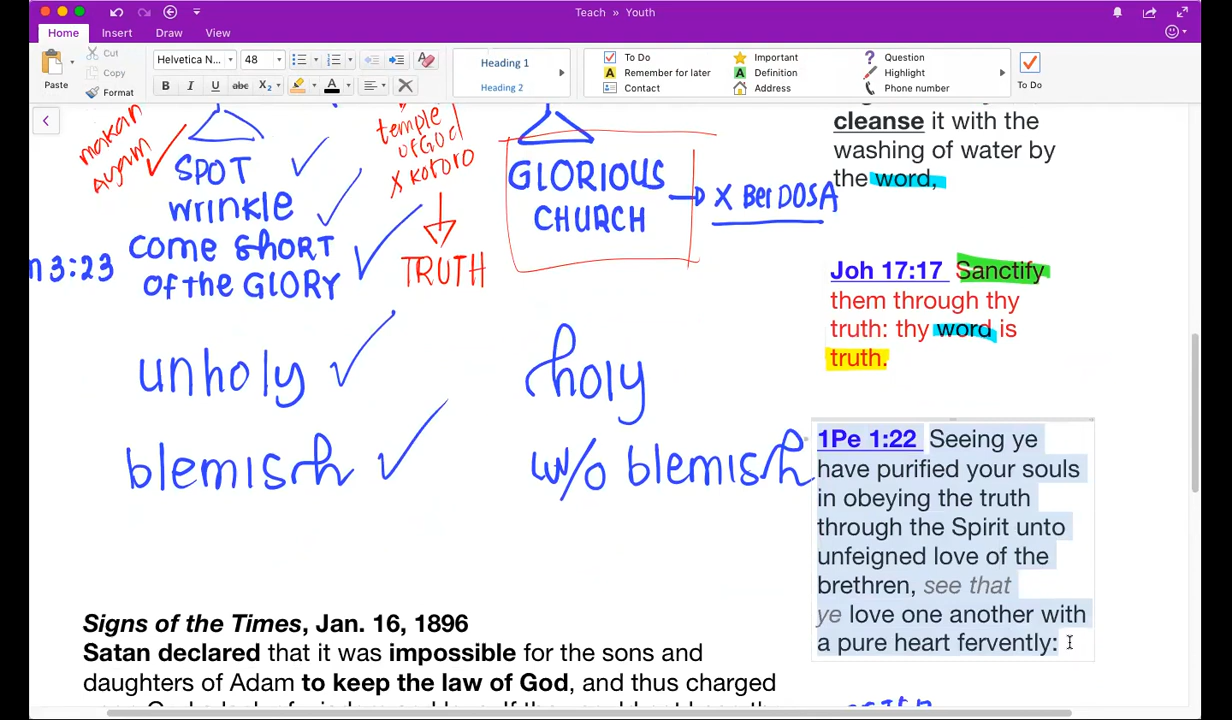 Teach » Youth
Home
Insert
Draw
View
Cut
Copy
Paste
Format
Helvetica N...
48
B
I
U
abc
X₂
Heading 1
Heading 2
To Do
Remember for later
Contact
Important
Definition
Address
Question
Highlight
Phone number
To Do
makan
Ayam
SPOT
wrinkle
come short
of the GLORY
n 3:23
temple
of God
x kotoro
TRUTH
GLORIOUS
CHURCH
x Ber DOSA
unholy
blemish
holy
w/o blemish
cleanse it with the
washing of water by
the word,
Joh 17:17 Sanctify
them through thy
truth: thy word is
truth.
1Pe 1:22 Seeing ye
have purified your souls
in obeying the truth
through the Spirit unto
unfeigned love of the
brethren, see that
ye love one another with
a pure heart fervently:
Signs of the Times, Jan. 16, 1896
Satan declared that it was impossible for the sons and
daughters of Adam to keep the law of God, and thus charged